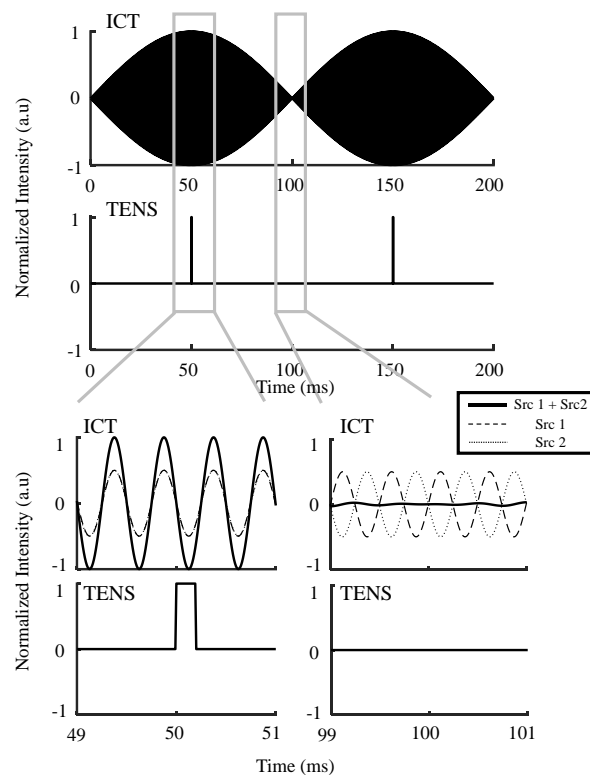 ICT
Normalized Intensity (a.u)
1
0
-1
0 50 100 150 200
TENS
1
0
-1
0 50 100 150 200
Time (ms)
Src 1 + Src2
Src 1
Src 2
ICT
ICT
Normalized Intensity (a.u)
1
0
-1
1
0
-1
TENS
TENS
1
0
-1
1
0
-1
49 50 51
99 100 101
Time (ms)
Time (ms)